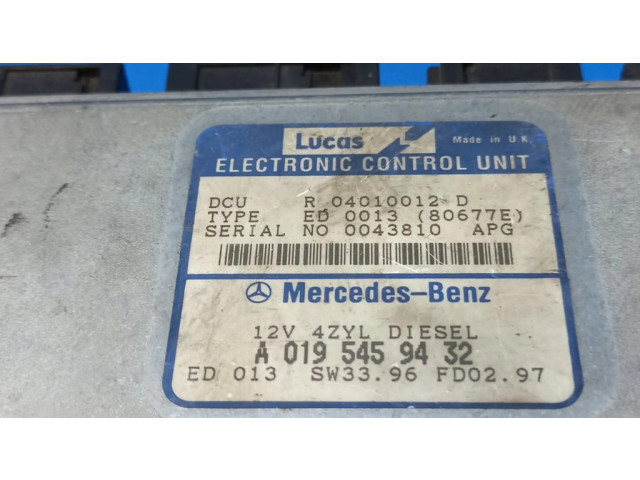 Lucas
Made in U.K.
ELECTRONIC CONTROL UNIT
DCU R 04010012 D
TYPE ED 0013 (80677E)
SERIAL NO 0043810 APG
Mercedes-Benz
12V 4ZYL DIESEL
A 019 545 94 32
ED 013 SW33.96 FD02.97